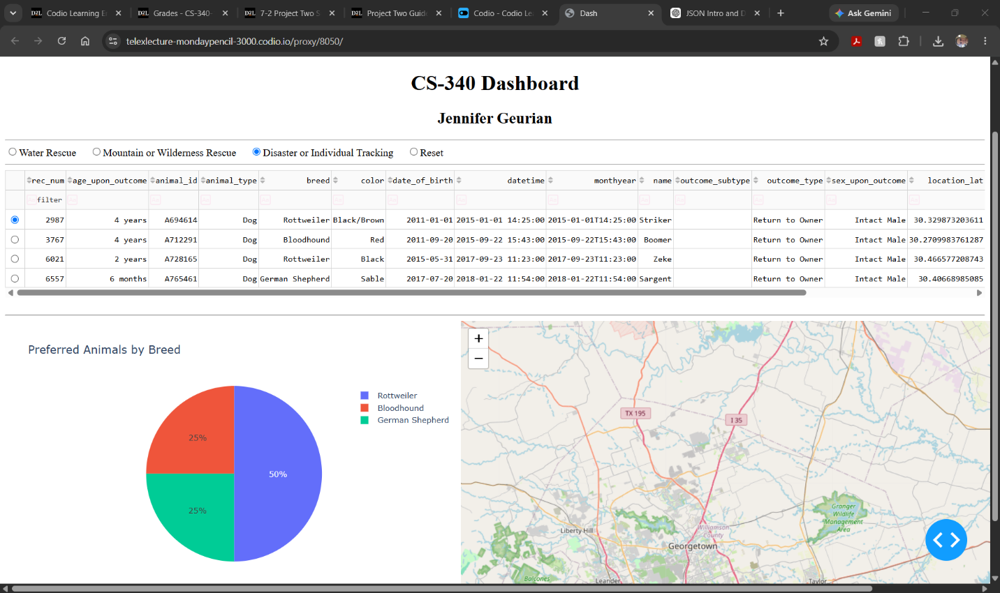 Codio Learning E
Grades - CS-340-
7-2 Project Two S
Project Two Guid
Codio - Codio Le
Dash
JSON Intro and D
Ask Gemini
telexlecture-mondaypencil-3000.codio.io/proxy/8050/
CS-340 Dashboard
Jennifer Geurian
Water Rescue Mountain or Wilderness Rescue Disaster or Individual Tracking Reset
rec_num age_upon_outcome animal_id animal_type breed color date_of_birth datetime monthyear name outcome_subtype outcome_type sex_upon_outcome location_lat
filter
2987 4 years A694614 Dog Rottweiler Black/Brown 2011-01-01 2015-01-01 14:25:00 2015-01-01T14:25:00 Striker Return to Owner Intact Male 30.329873203611
3767 4 years A712291 Dog Bloodhound Red 2011-09-20 2015-09-22 15:43:00 2015-09-22T15:43:00 Boomer Return to Owner Intact Male 30.2709983761287
6021 2 years A728165 Dog Rottweiler Black 2015-05-31 2017-09-23 11:23:00 2017-09-23T11:23:00 Zeke Return to Owner Intact Male 30.466577208743
6557 6 months A765461 Dog German Shepherd Sable 2017-07-20 2018-01-22 11:54:00 2018-01-22T11:54:00 Sargent Return to Owner Intact Male 30.40668985085
Preferred Animals by Breed
Rottweiler
Bloodhound
German Shepherd
25%
50%
25%
+
−
TX 195
I 35
Granger
Wildlife
Management
Area
Williamson
County
Liberty Hill
Georgetown
Balcones
Leander
Taylor